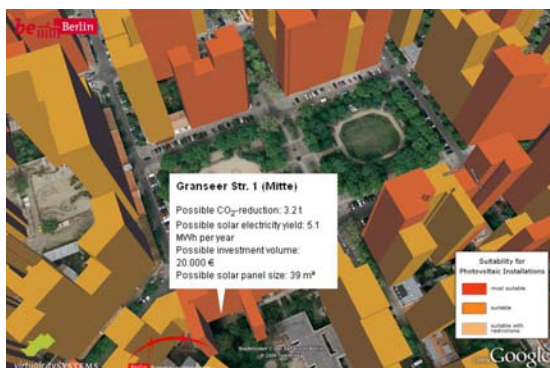 be Berlin
Granseer Str. 1 (Mitte)
Possible CO₂-reduction: 3.2 t
Possible solar electricity yield: 5.1
MWh per year
Possible investment volume:
20.000 €
Possible solar panel size: 39 m²
Suitability for
Photovoltaic Installations
most suitable
suitable
suitable with
restrictions
virtualcitySYSTEMS
Berlin
Google